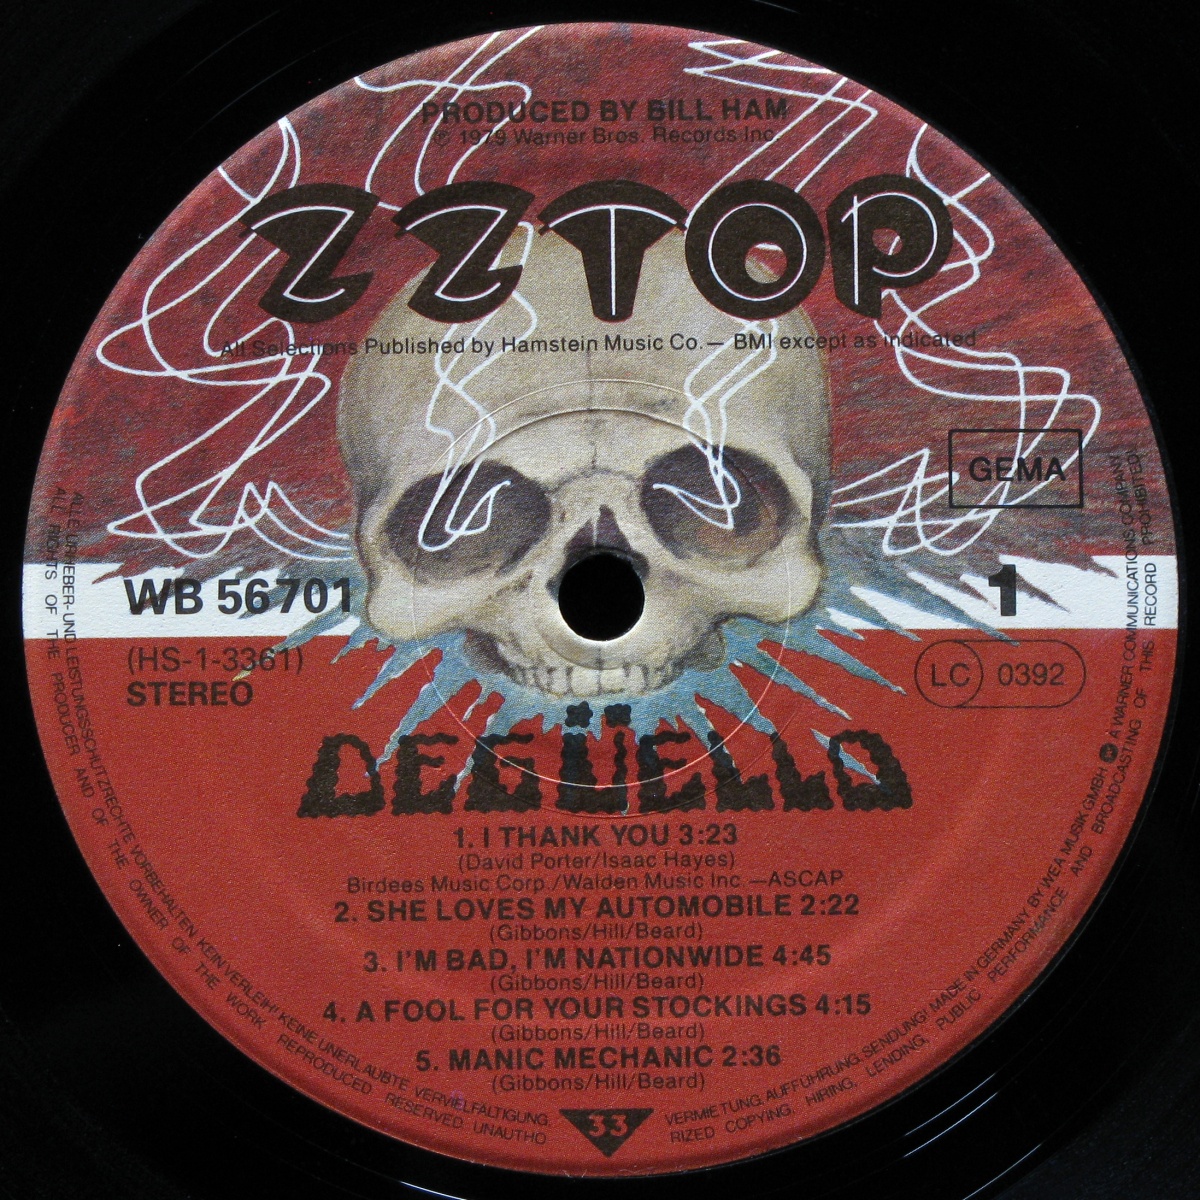 PRODUCED BY BILL HAM
℗ 1979 Warner Bros. Records Inc.
ZZ TOP
All Selections Published by Hamstein Music Co.— BMI except as indicated
GEMA
WB 56 701
1
(HS-1-3361)
STEREO
LC 0392
DEGÜELLO
1. I THANK YOU 3:23
(David Porter/Isaac Hayes)
Birdees Music Corp./Walden Music Inc. —ASCAP
2. SHE LOVES MY AUTOMOBILE 2:22
(Gibbons/Hill/Beard)
3. I'M BAD, I'M NATIONWIDE 4:45
(Gibbons/Hill/Beard)
4. A FOOL FOR YOUR STOCKINGS 4:15
(Gibbons/Hill/Beard)
5. MANIC MECHANIC 2:36
(Gibbons/Hill/Beard)
33
ALLE URHEBER- UND LEISTUNGSSCHUTZRECHTE VORBEHALTEN KEIN VERLEIH! KEINE UNERLAUBTE VERVIELFÄLTIGUNG, VERMIETUNG, AUFFÜHRUNG, SENDUNG! MADE IN GERMANY BY WEA MUSIK GMBH A WARNER COMMUNICATIONS COMPANY
ALL RIGHTS OF THE PRODUCER AND OF THE OWNER OF THE WORK REPRODUCED RESERVED. UNAUTHORIZED COPYING, HIRING, LENDING, PUBLIC PERFORMANCE AND BROADCASTING OF THIS RECORD PROHIBITED!